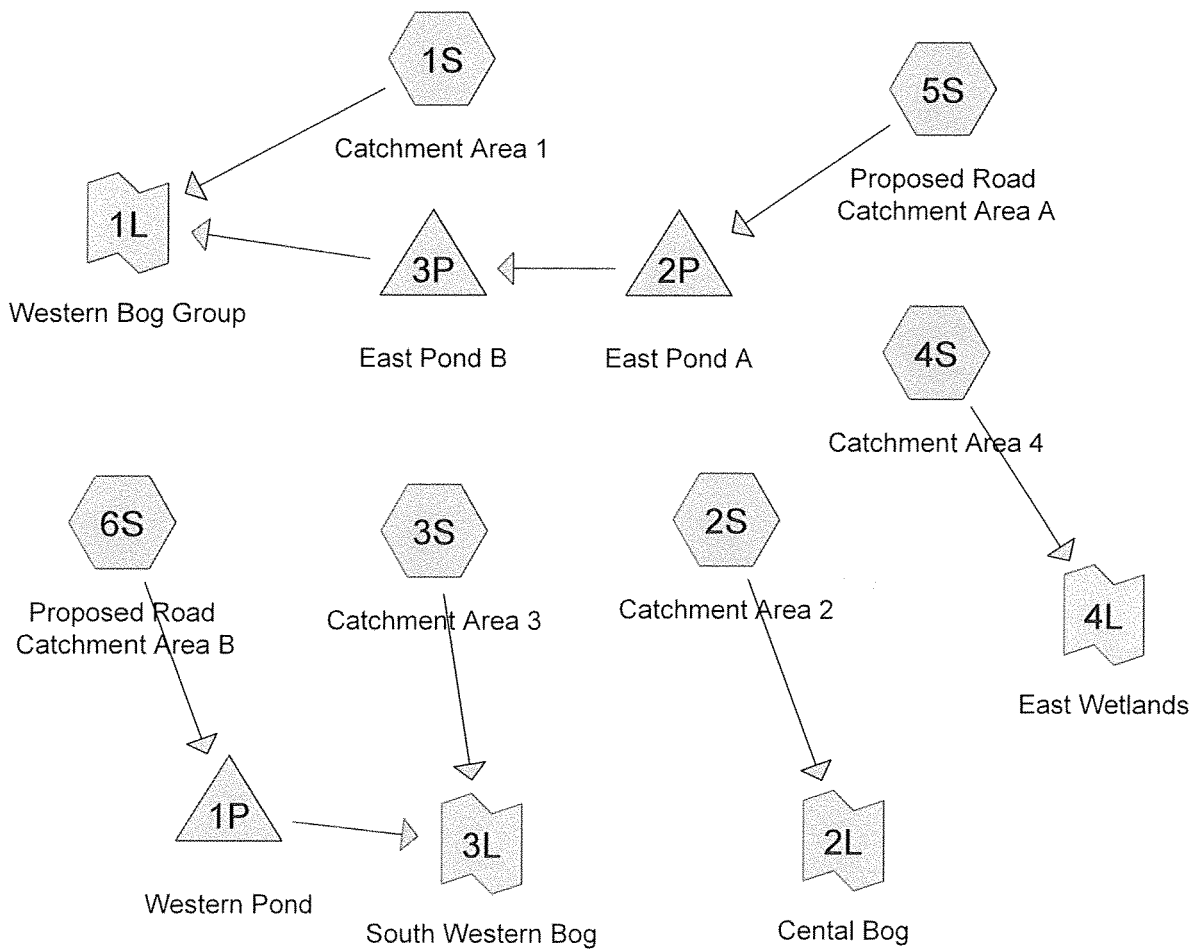 1S
Catchment Area 1
5S
Proposed Road
Catchment Area A
1L
Western Bog Group
3P
East Pond B
2P
East Pond A
4S
Catchment Area 4
6S
Proposed Road
Catchment Area B
3S
Catchment Area 3
2S
Catchment Area 2
4L
East Wetlands
1P
Western Pond
3L
South Western Bog
2L
Cental Bog